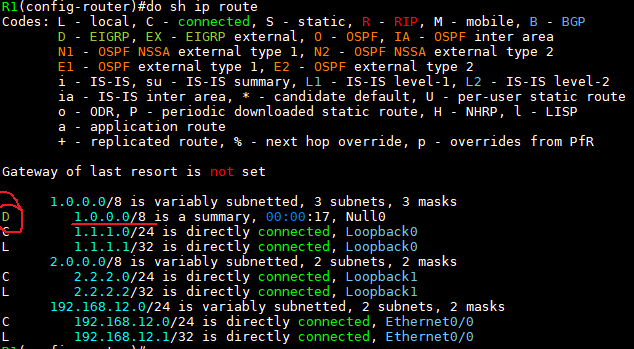 R1(config-router)#do sh ip route
Codes: L - local, C - connected, S - static, R - RIP, M - mobile, B - BGP
       D - EIGRP, EX - EIGRP external, O - OSPF, IA - OSPF inter area
       N1 - OSPF NSSA external type 1, N2 - OSPF NSSA external type 2
       E1 - OSPF external type 1, E2 - OSPF external type 2
       i - IS-IS, su - IS-IS summary, L1 - IS-IS level-1, L2 - IS-IS level-2
       ia - IS-IS inter area, * - candidate default, U - per-user static route
       o - ODR, P - periodic downloaded static route, H - NHRP, l - LISP
       a - application route
       + - replicated route, % - next hop override, p - overrides from PfR
Gateway of last resort is not set
      1.0.0.0/8 is variably subnetted, 3 subnets, 3 masks
D        1.0.0.0/8 is a summary, 00:00:17, Null0
C        1.1.1.0/24 is directly connected, Loopback0
L        1.1.1.1/32 is directly connected, Loopback0
      2.0.0.0/8 is variably subnetted, 2 subnets, 2 masks
C        2.2.2.0/24 is directly connected, Loopback1
L        2.2.2.2/32 is directly connected, Loopback1
      192.168.12.0/24 is variably subnetted, 2 subnets, 2 masks
C        192.168.12.0/24 is directly connected, Ethernet0/0
L        192.168.12.1/32 is directly connected, Ethernet0/0
R1(config-router)#